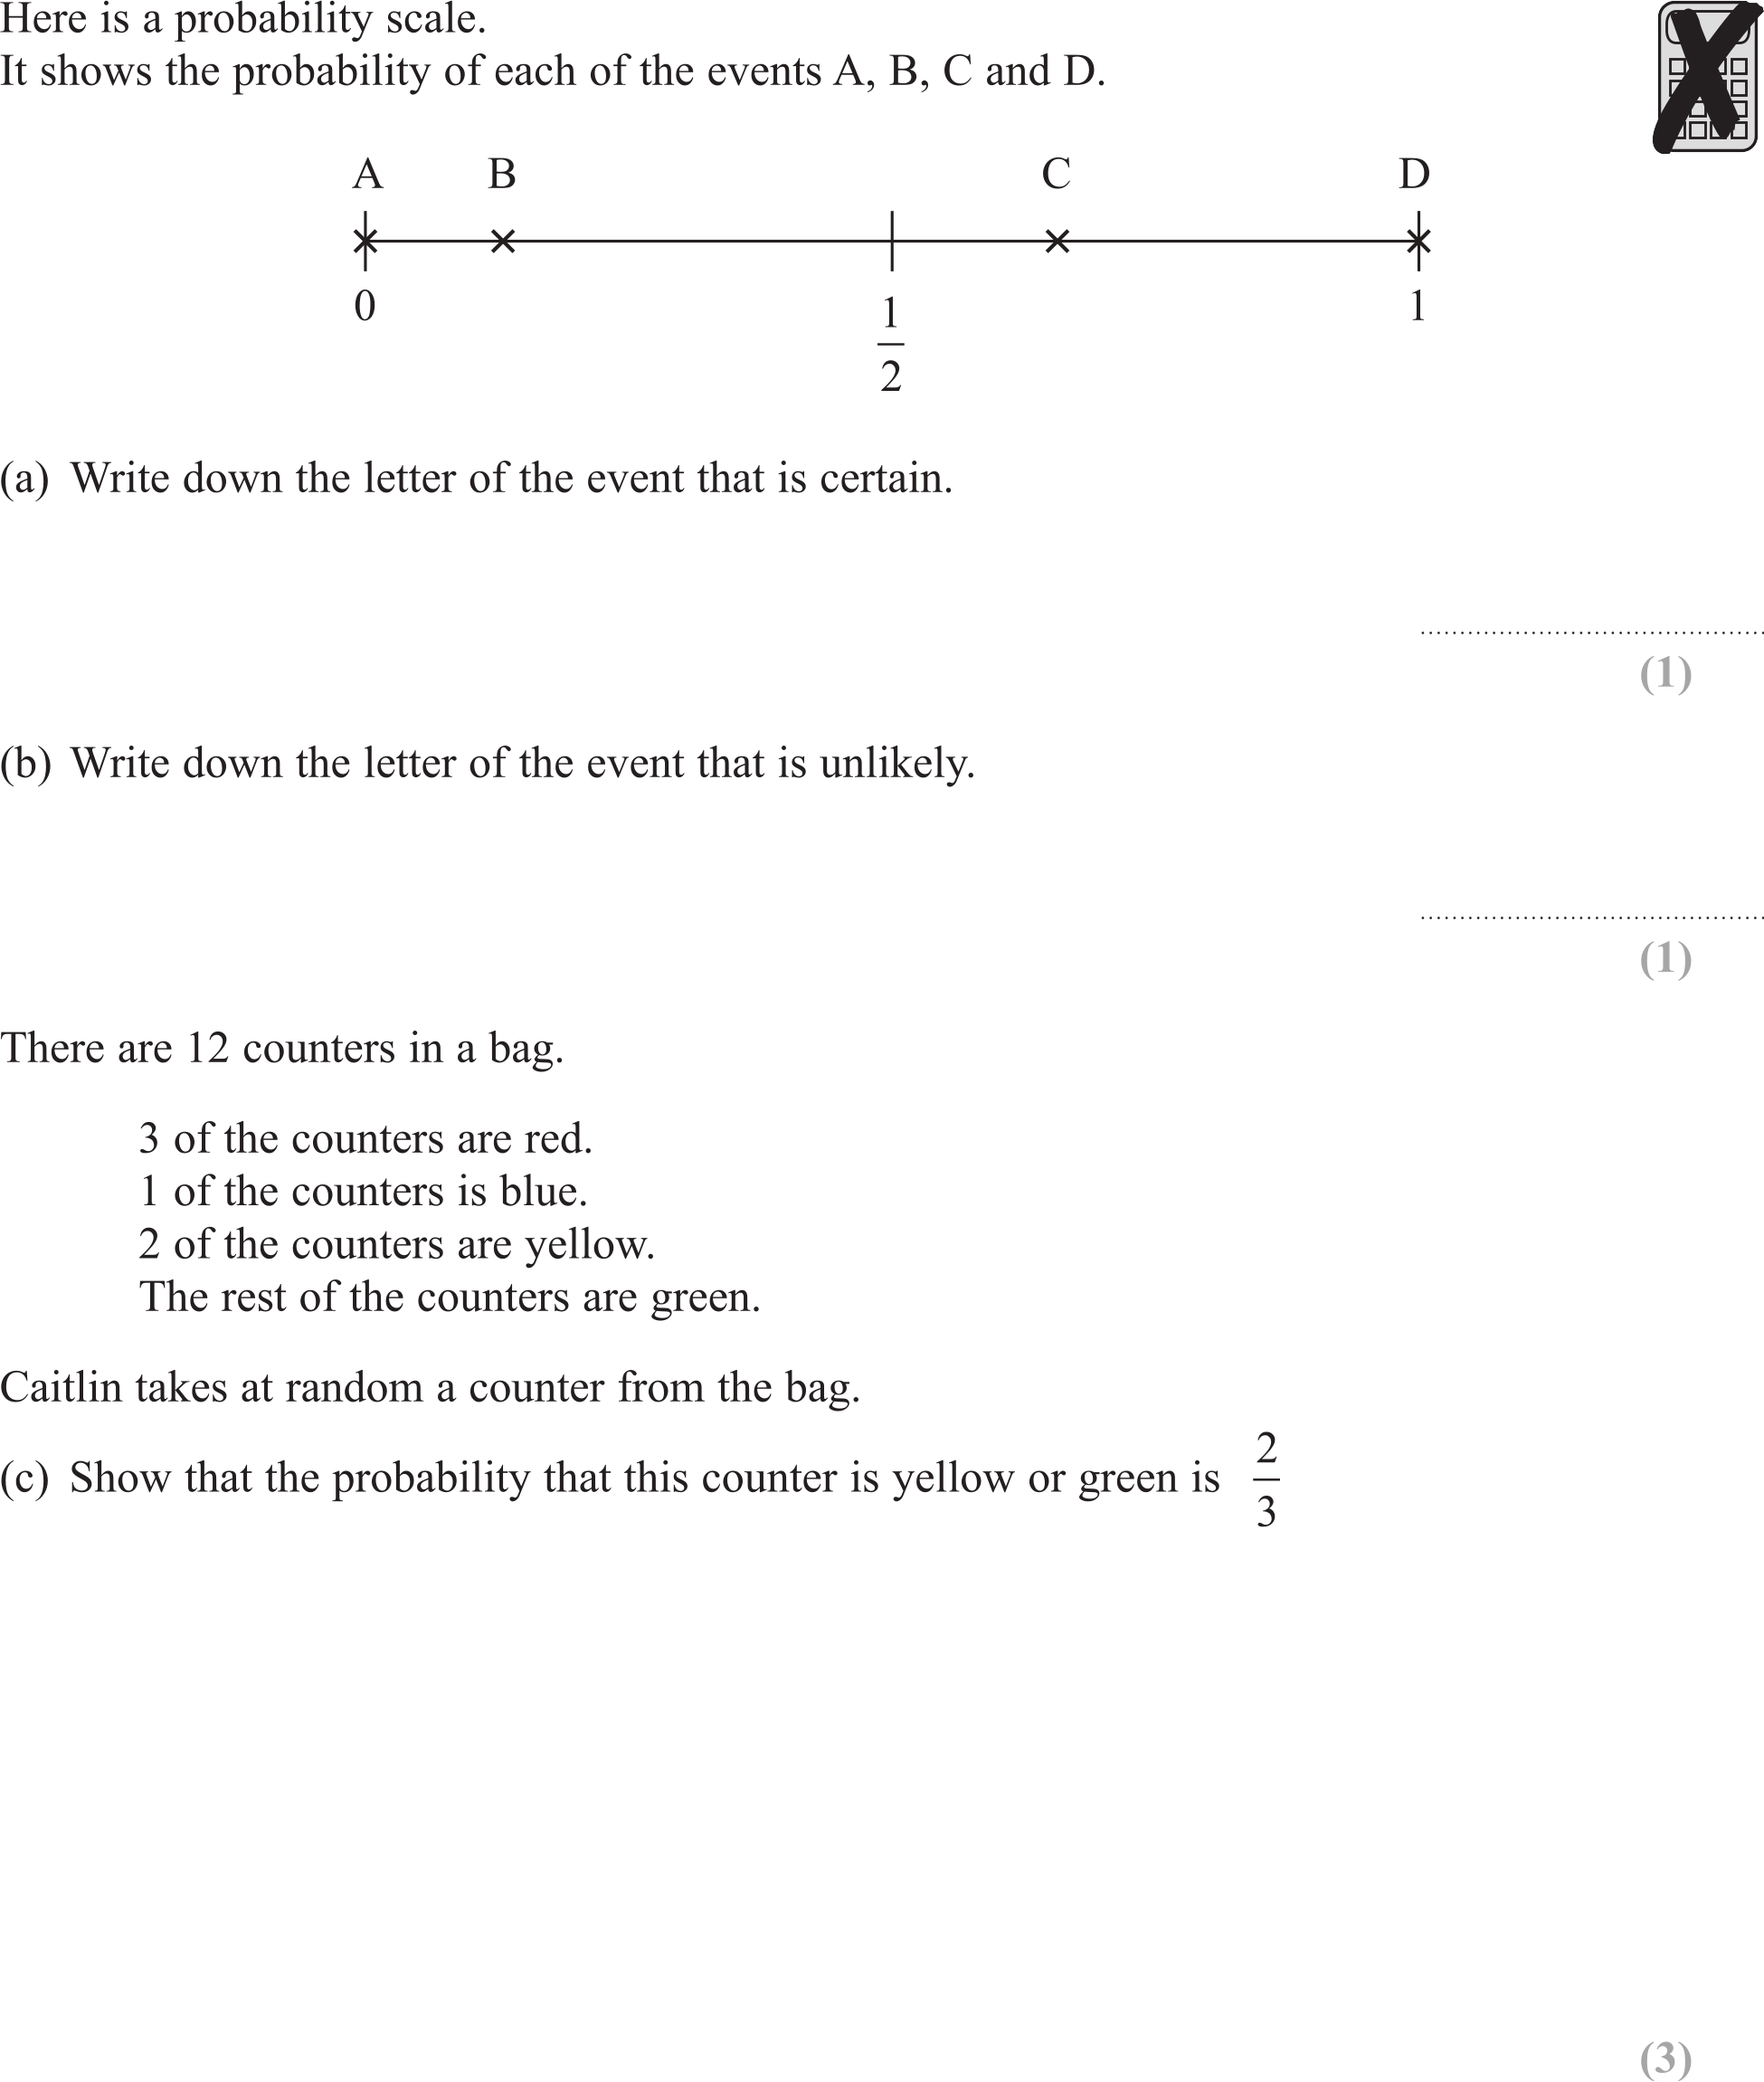 Here is a probability scale.
It shows the probability of each of the events A, B, C and D.
A B C D
0 1/2 1
(a) Write down the letter of the event that is certain.
(1)
(b) Write down the letter of the event that is unlikely.
(1)
There are 12 counters in a bag.
3 of the counters are red.
1 of the counters is blue.
2 of the counters are yellow.
The rest of the counters are green.
Caitlin takes at random a counter from the bag.
(c) Show that the probability that this counter is yellow or green is 2/3
(3)